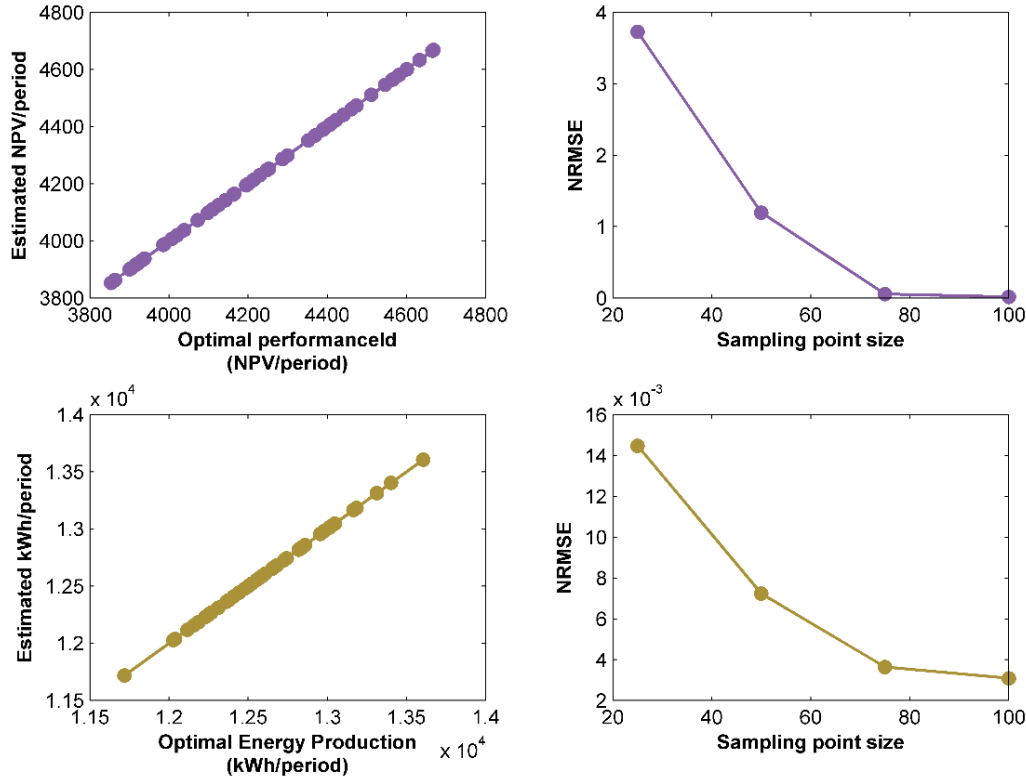 4800
4600
4400
4200
4000
3800
Estimated NPV/period
3800 4000 4200 4400 4600 4800
Optimal performanceld
(NPV/period)
4
3
2
1
0
NRMSE
20 40 60 80 100
Sampling point size
x 10^4
1.4
1.35
1.3
1.25
1.2
1.15
Estimated kWh/period
1.15 1.2 1.25 1.3 1.35 1.4
Optimal Energy Production x 10^4
(kWh/period)
x 10^-3
16
14
12
10
8
6
4
2
NRMSE
20 40 60 80 100
Sampling point size